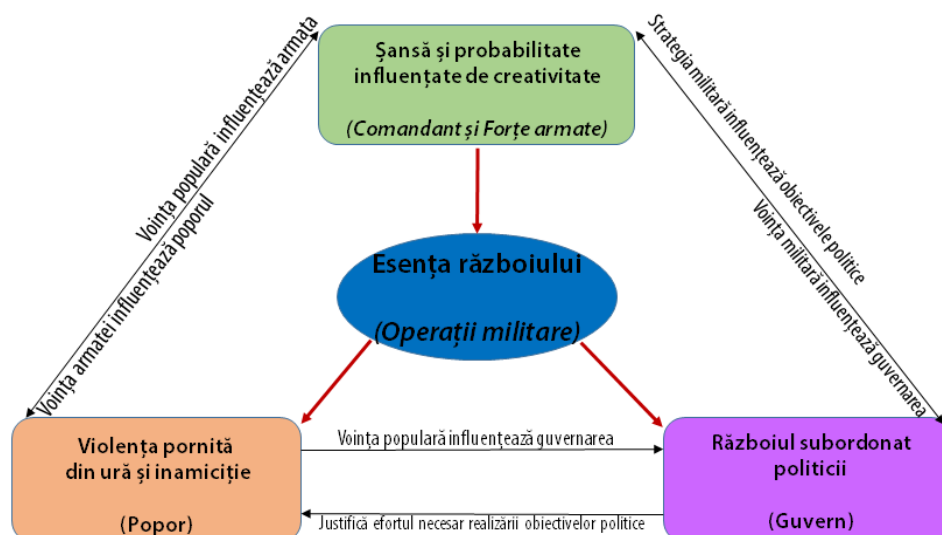 Șansă și probabilitate
influențate de creativitate
(Comandant și Forțe armate)
Voința populară influențează armata
Voința armatei influențează poporul
Strategia militară influențează obiectivele politice
Voința militară influențează guvernarea
Esența războiului
(Operații militare)
Violența pornită
din ură și inamiciție
(Popor)
Voința populară influențează guvernarea
Justifică efortul necesar realizării obiectivelor politice
Războiul subordonat
politicii
(Guvern)